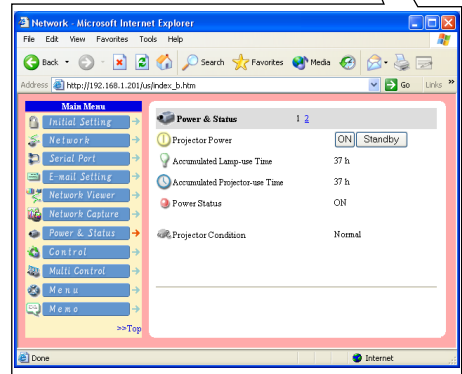 Network - Microsoft Internet Explorer
File Edit View Favorites Tools Help
Back Search Favorites Media
Address http://192.168.1.201/us/index_b.htm Go Links »
Main Menu
Initial Setting
Network
Serial Port
E-mail Setting
Network Viewer
Network Capture
Power & Status
Control
Multi Control
Menu
Memo
>>Top
Power & Status 1 2
Projector Power ON Standby
Accumulated Lamp-use Time 37 h
Accumulated Projector-use Time 37 h
Power Status ON
Projector Condition Normal
Done Internet